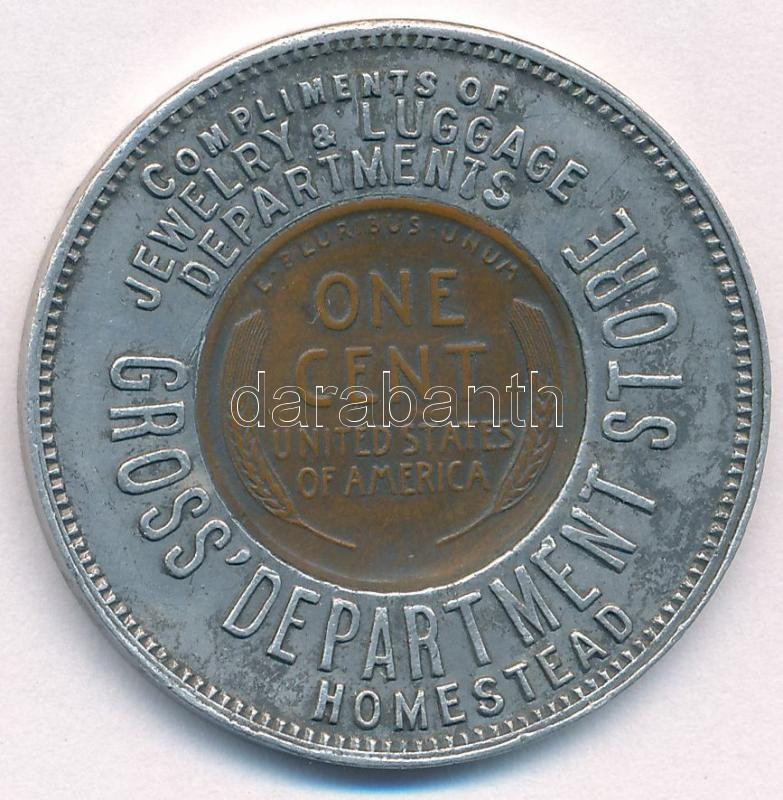 COMPLIMENTS OF
JEWELRY & LUGGAGE
DEPARTMENTS
GROSS' DEPARTMENT STORE
HOMESTEAD
E·PLURIBUS·UNUM
ONE
CENT
UNITED STATES
OF AMERICA
darabanth